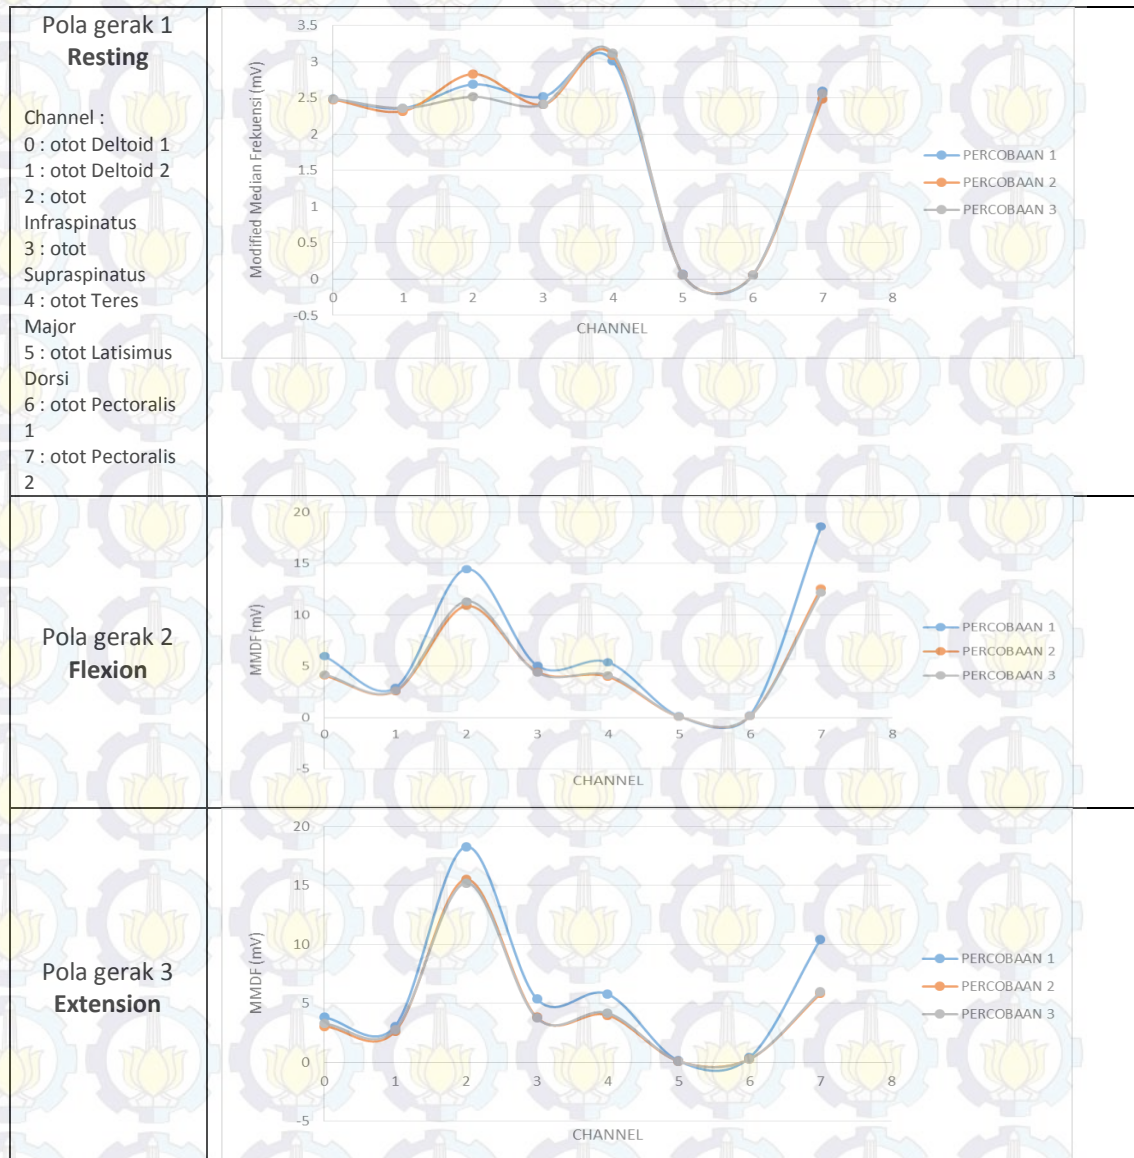 Pola gerak 1
Resting
Channel :
0 : otot Deltoid 1
1 : otot Deltoid 2
2 : otot
Infraspinatus
3 : otot
Supraspinatus
4 : otot Teres
Major
5 : otot Latisimus
Dorsi
6 : otot Pectoralis
1
7 : otot Pectoralis
2
Modified Median Frekuensi (mV)
3.5
3
2.5
2
1.5
1
0.5
0
-0.5
0 1 2 3 4 5 6 7 8
CHANNEL
PERCOBAAN 1
PERCOBAAN 2
PERCOBAAN 3
Pola gerak 2
Flexion
MMDF (mV)
20
15
10
5
0
-5
0 1 2 3 4 5 6 7 8
CHANNEL
PERCOBAAN 1
PERCOBAAN 2
PERCOBAAN 3
Pola gerak 3
Extension
MMDF (mV)
20
15
10
5
0
-5
0 1 2 3 4 5 6 7 8
CHANNEL
PERCOBAAN 1
PERCOBAAN 2
PERCOBAAN 3